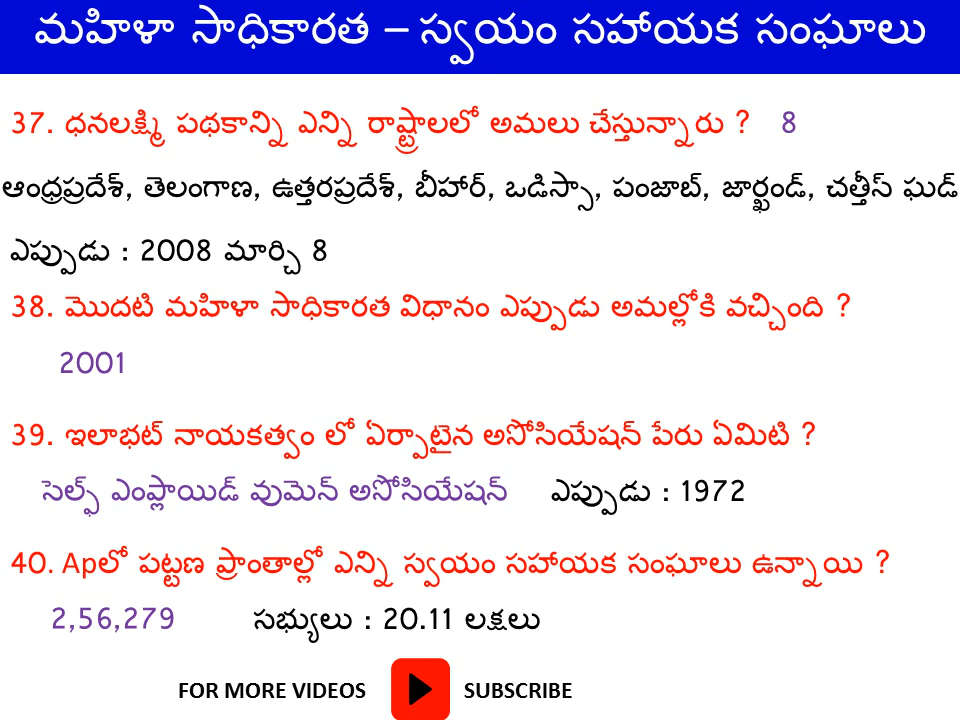 మహిళా సాధికారత – స్వయం సహాయక సంఘాలు
37. ధనలక్ష్మి పథకాన్ని ఎన్ని రాష్ట్రాలలో అమలు చేస్తున్నారు ? 8
ఆంధ్రప్రదేశ్, తెలంగాణ, ఉత్తరప్రదేశ్, బీహార్, ఒడిస్సా, పంజాబ్, జార్ఖండ్, చత్తీస్ ఘడ్
ఎప్పుడు : 2008 మార్చి 8
38. మొదటి మహిళా సాధికారత విధానం ఎప్పుడు అమల్లోకి వచ్చింది ?
2001
39. ఇలాభట్ నాయకత్వం లో ఏర్పాటైన అసోసియేషన్ పేరు ఏమిటి ?
సెల్ఫ్ ఎంప్లాయిడ్ వుమెన్ అసోసియేషన్ ఎప్పుడు : 1972
40. Apలో పట్టణ ప్రాంతాల్లో ఎన్ని స్వయం సహాయక సంఘాలు ఉన్నాయి ?
2,56,279 సభ్యులు : 20.11 లక్షలు
FOR MORE VIDEOS SUBSCRIBE